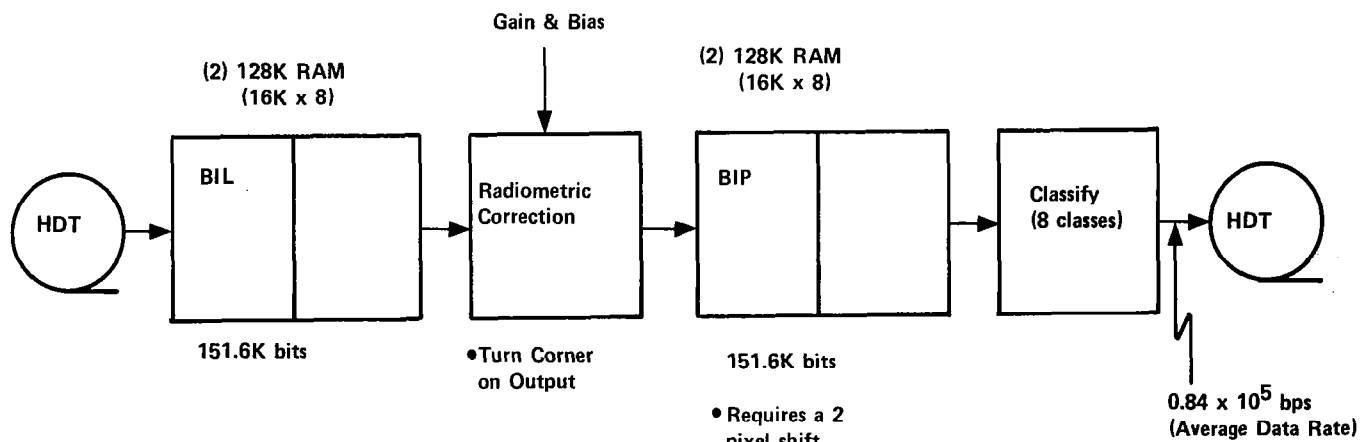 Gain & Bias
(2) 128K RAM
(16K x 8)
(2) 128K RAM
(16K x 8)
HDT
BIL
Radiometric
Correction
BIP
Classify
(8 classes)
HDT
151.6K bits
•Turn Corner
on Output
151.6K bits
• Requires a 2
pixel shift
0.84 x 10⁵ bps
(Average Data Rate)